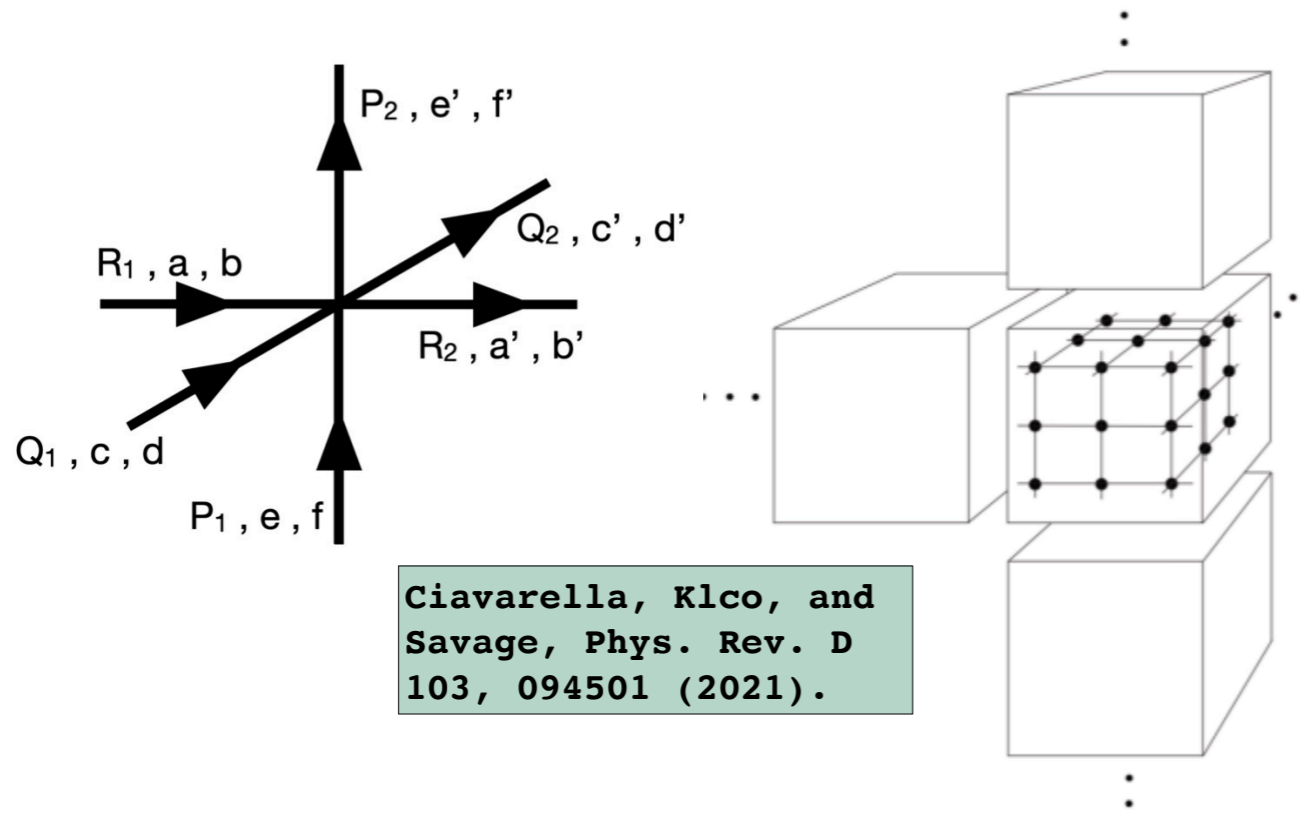 P₂ , e’ , f’
Q₂ , c’ , d’
R₁ , a , b
R₂ , a’ , b’
Q₁ , c , d
P₁ , e , f
Ciavarella, Klco, and
Savage, Phys. Rev. D
103, 094501 (2021).